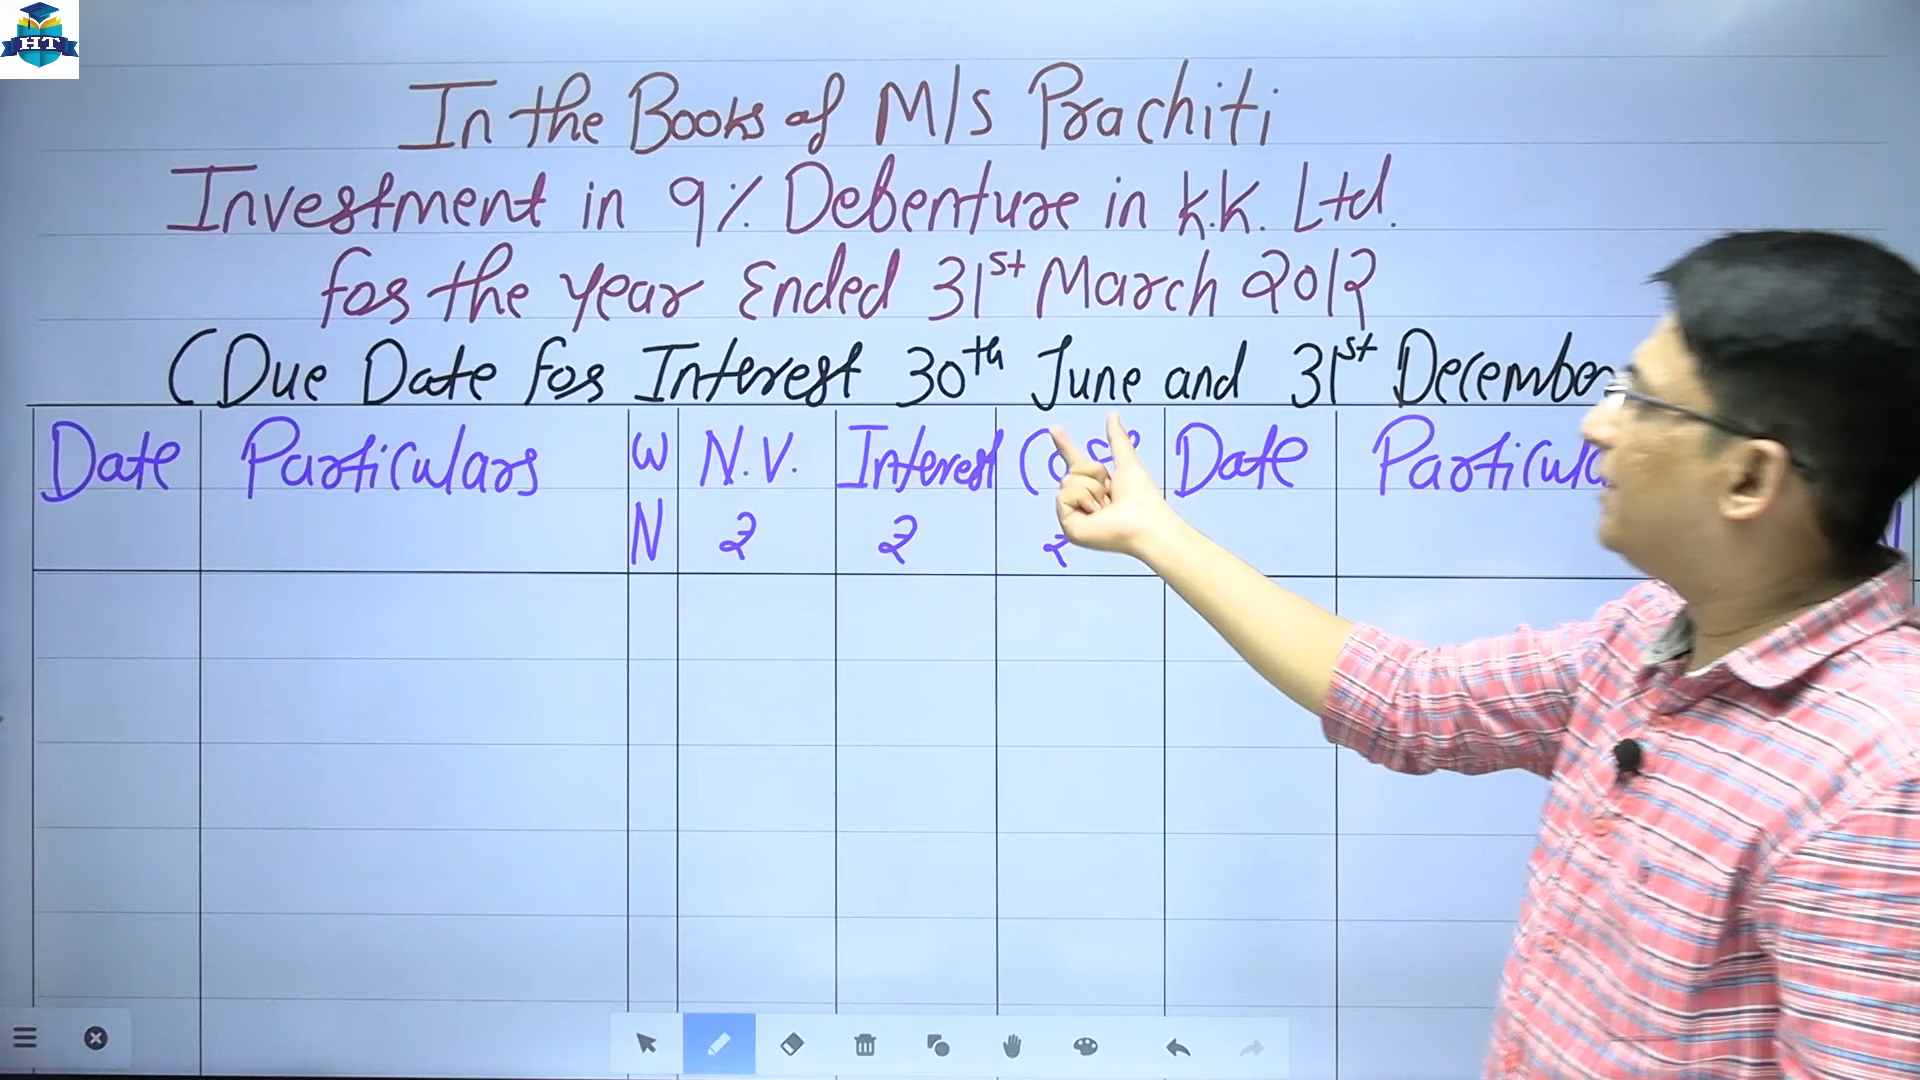 HT
In the Books of M/s Prachiti
Investment in 9% Debenture in K.K. Ltd.
for the year Ended 31st March 2012
(Due Date for Interest 30th June and 31st December
Date Particulars W N.V. Interest Date
N ₹ ₹ ₹